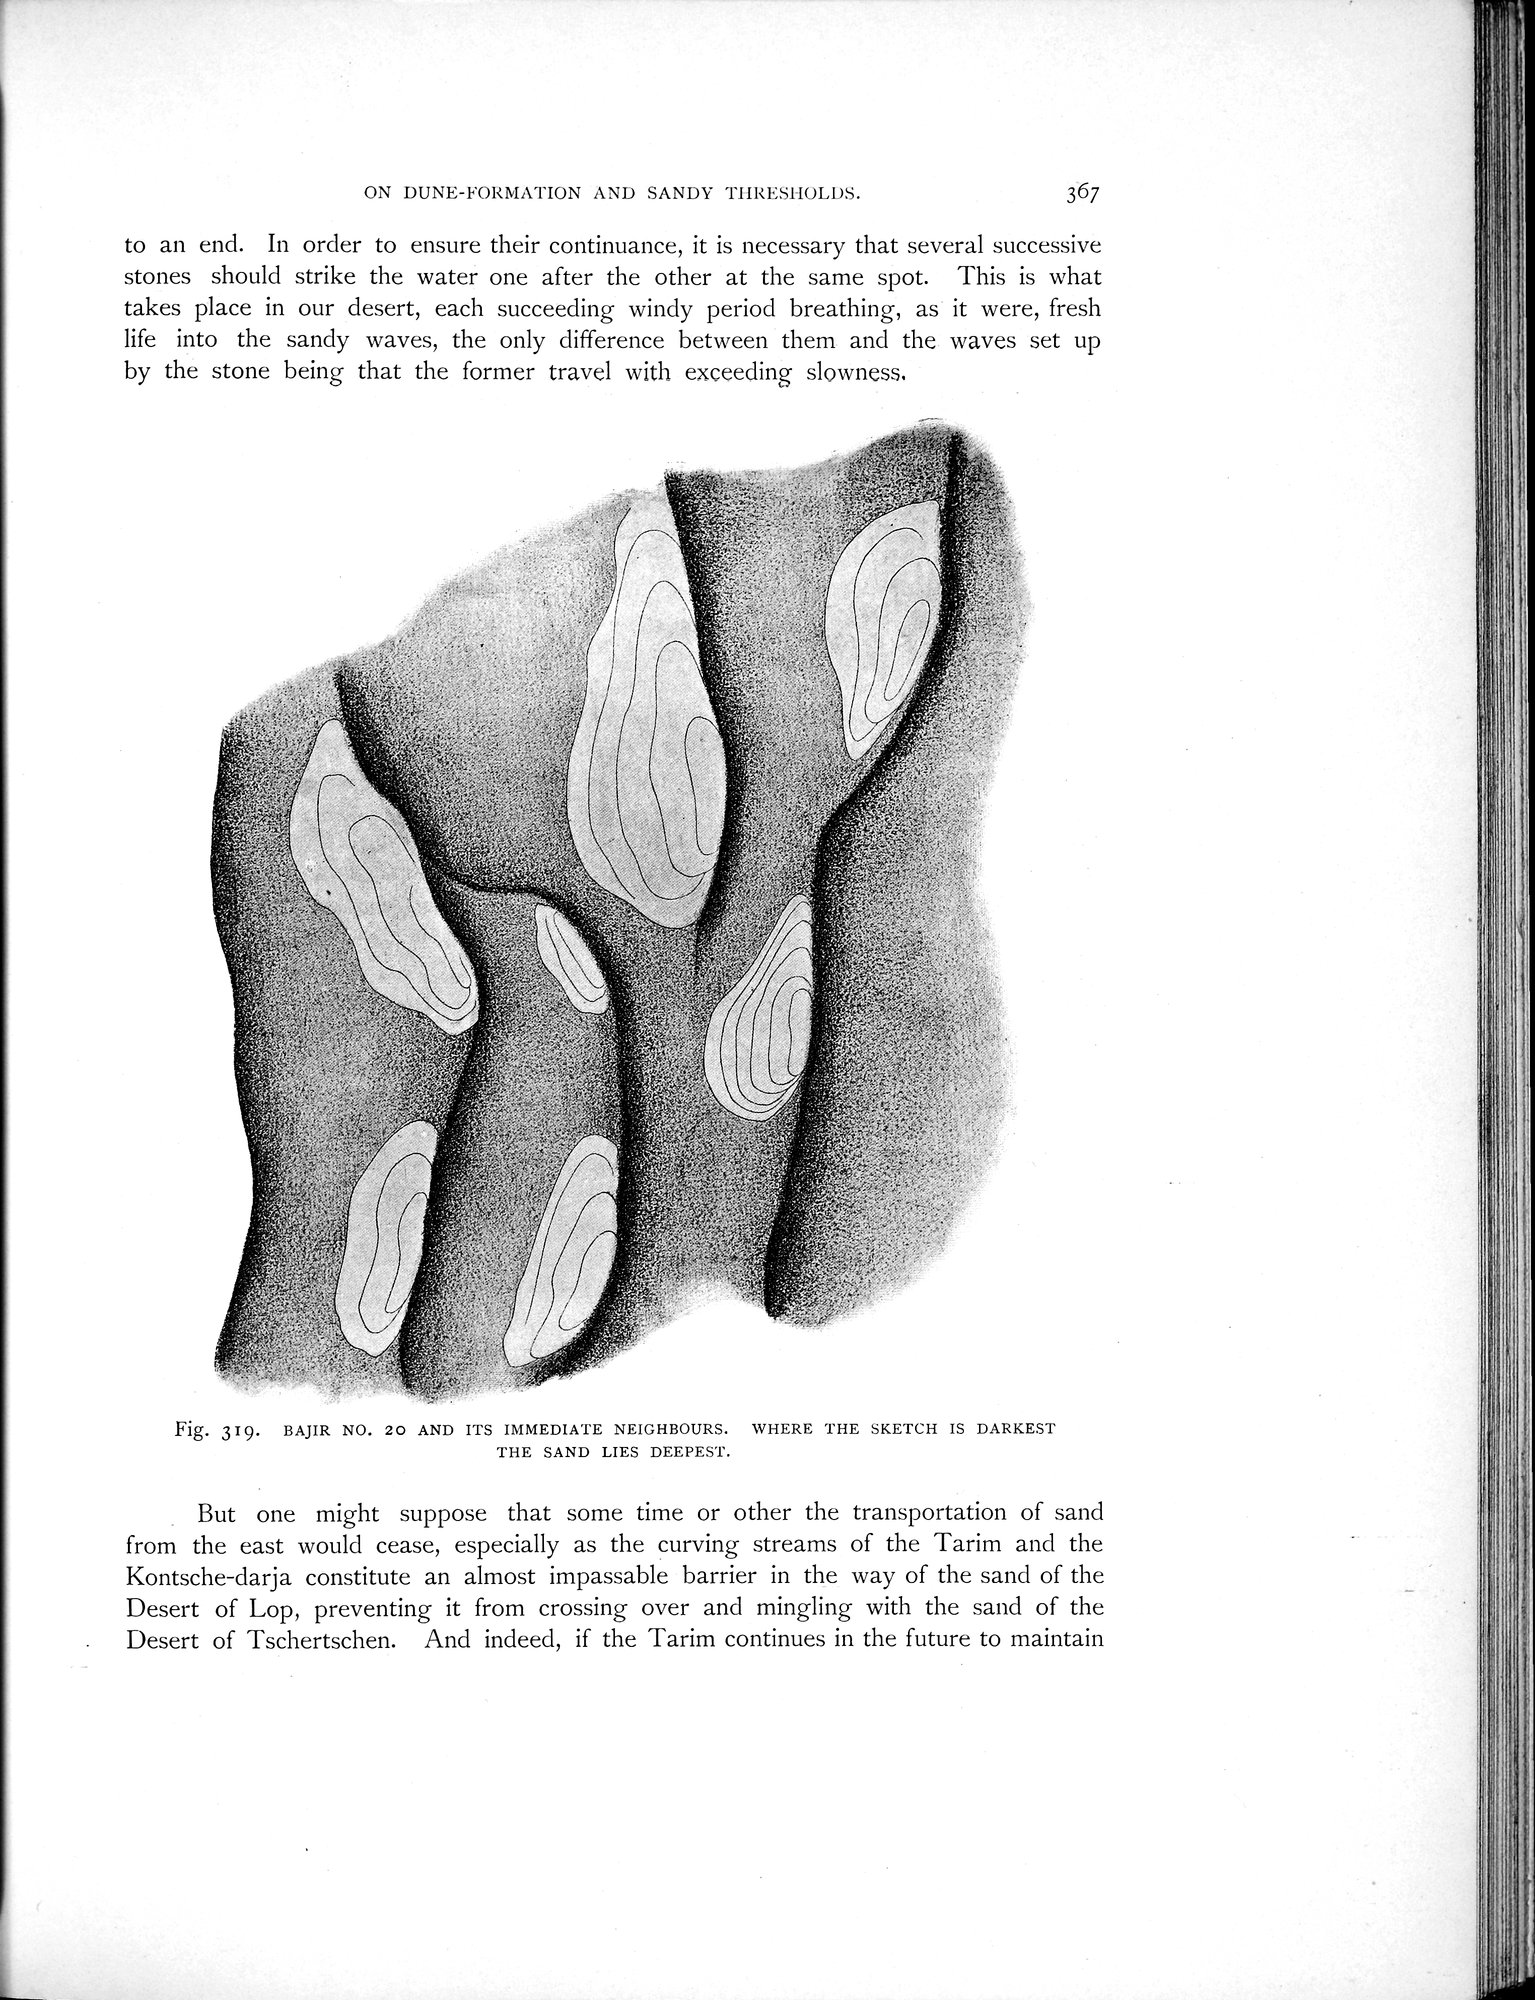 ON DUNE-FORMATION AND SANDY THRESHOLDS. 367
to an end. In order to ensure their continuance, it is necessary that several successive
stones should strike the water one after the other at the same spot. This is what
takes place in our desert, each succeeding windy period breathing, as it were, fresh
life into the sandy waves, the only difference between them and the waves set up
by the stone being that the former travel with exceeding slowness.
Fig. 319. BAJIR NO. 20 AND ITS IMMEDIATE NEIGHBOURS. WHERE THE SKETCH IS DARKEST
THE SAND LIES DEEPEST.
But one might suppose that some time or other the transportation of sand
from the east would cease, especially as the curving streams of the Tarim and the
Kontsche-darja constitute an almost impassable barrier in the way of the sand of the
Desert of Lop, preventing it from crossing over and mingling with the sand of the
Desert of Tschertschen. And indeed, if the Tarim continues in the future to maintain